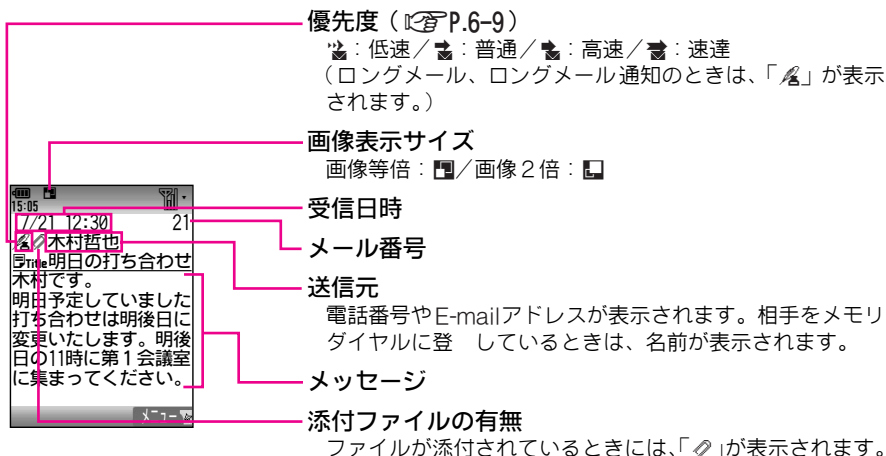 優先度（P.6-9）
：低速／：普通／：高速／：速達
（ロングメール、ロングメール通知のときは、「」が表示
されます。）
画像表示サイズ
画像等倍：／画像２倍：
受信日時
メール番号
送信元
電話番号やE-mailアドレスが表示されます。相手をメモリ
ダイヤルに登　しているときは、名前が表示されます。
メッセージ
添付ファイルの有無
ファイルが添付されているときには、「」が表示されます。
15:05
7/21 12:30 21
木村哲也
Title明日の打ち合わせ
木村です。
明日予定していました
打ち合わせは明後日に
変更いたします。明後
日の11時に第１会議室
に集まってください。
メニュー